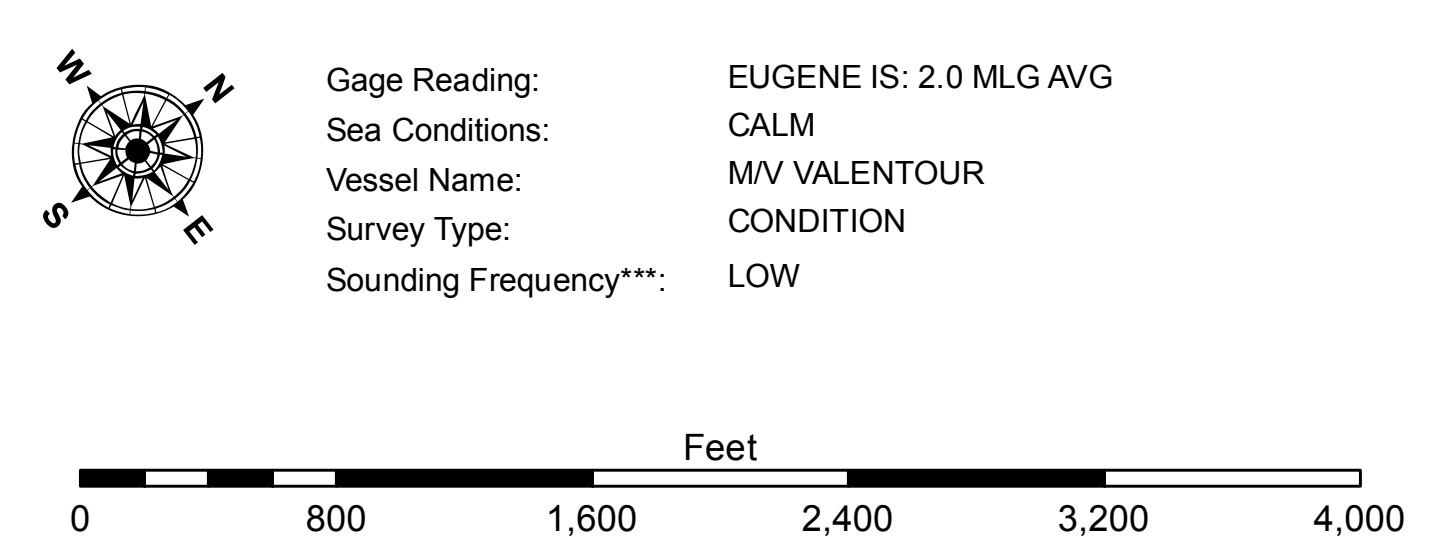 W
N
S
E
Gage Reading: EUGENE IS: 2.0 MLG AVG
Sea Conditions: CALM
Vessel Name: M/V VALENTOUR
Survey Type: CONDITION
Sounding Frequency***: LOW
Feet
0 800 1,600 2,400 3,200 4,000